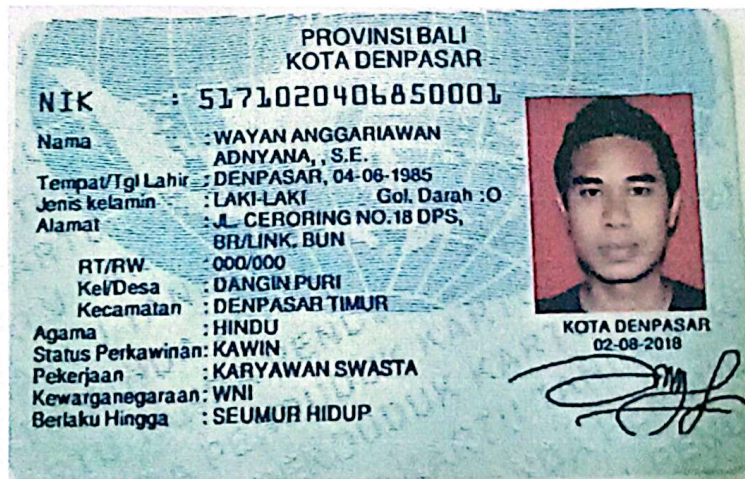 PROVINSI BALI
KOTA DENPASAR
NIK : 5171020406850001
Nama : WAYAN ANGGARIAWAN
ADNYANA, , S.E.
Tempat/Tgl Lahir : DENPASAR, 04-06-1985
Jenis kelamin : LAKI-LAKI Gol. Darah :O
Alamat : JL. CERORING NO.18 DPS,
BR/LINK. BUN
RT/RW : 000/000
Kel/Desa : DANGIN PURI
Kecamatan : DENPASAR TIMUR
Agama : HINDU
Status Perkawinan: KAWIN
Pekerjaan : KARYAWAN SWASTA
Kewarganegaraan: WNI
Berlaku Hingga : SEUMUR HIDUP
KOTA DENPASAR
02-08-2018